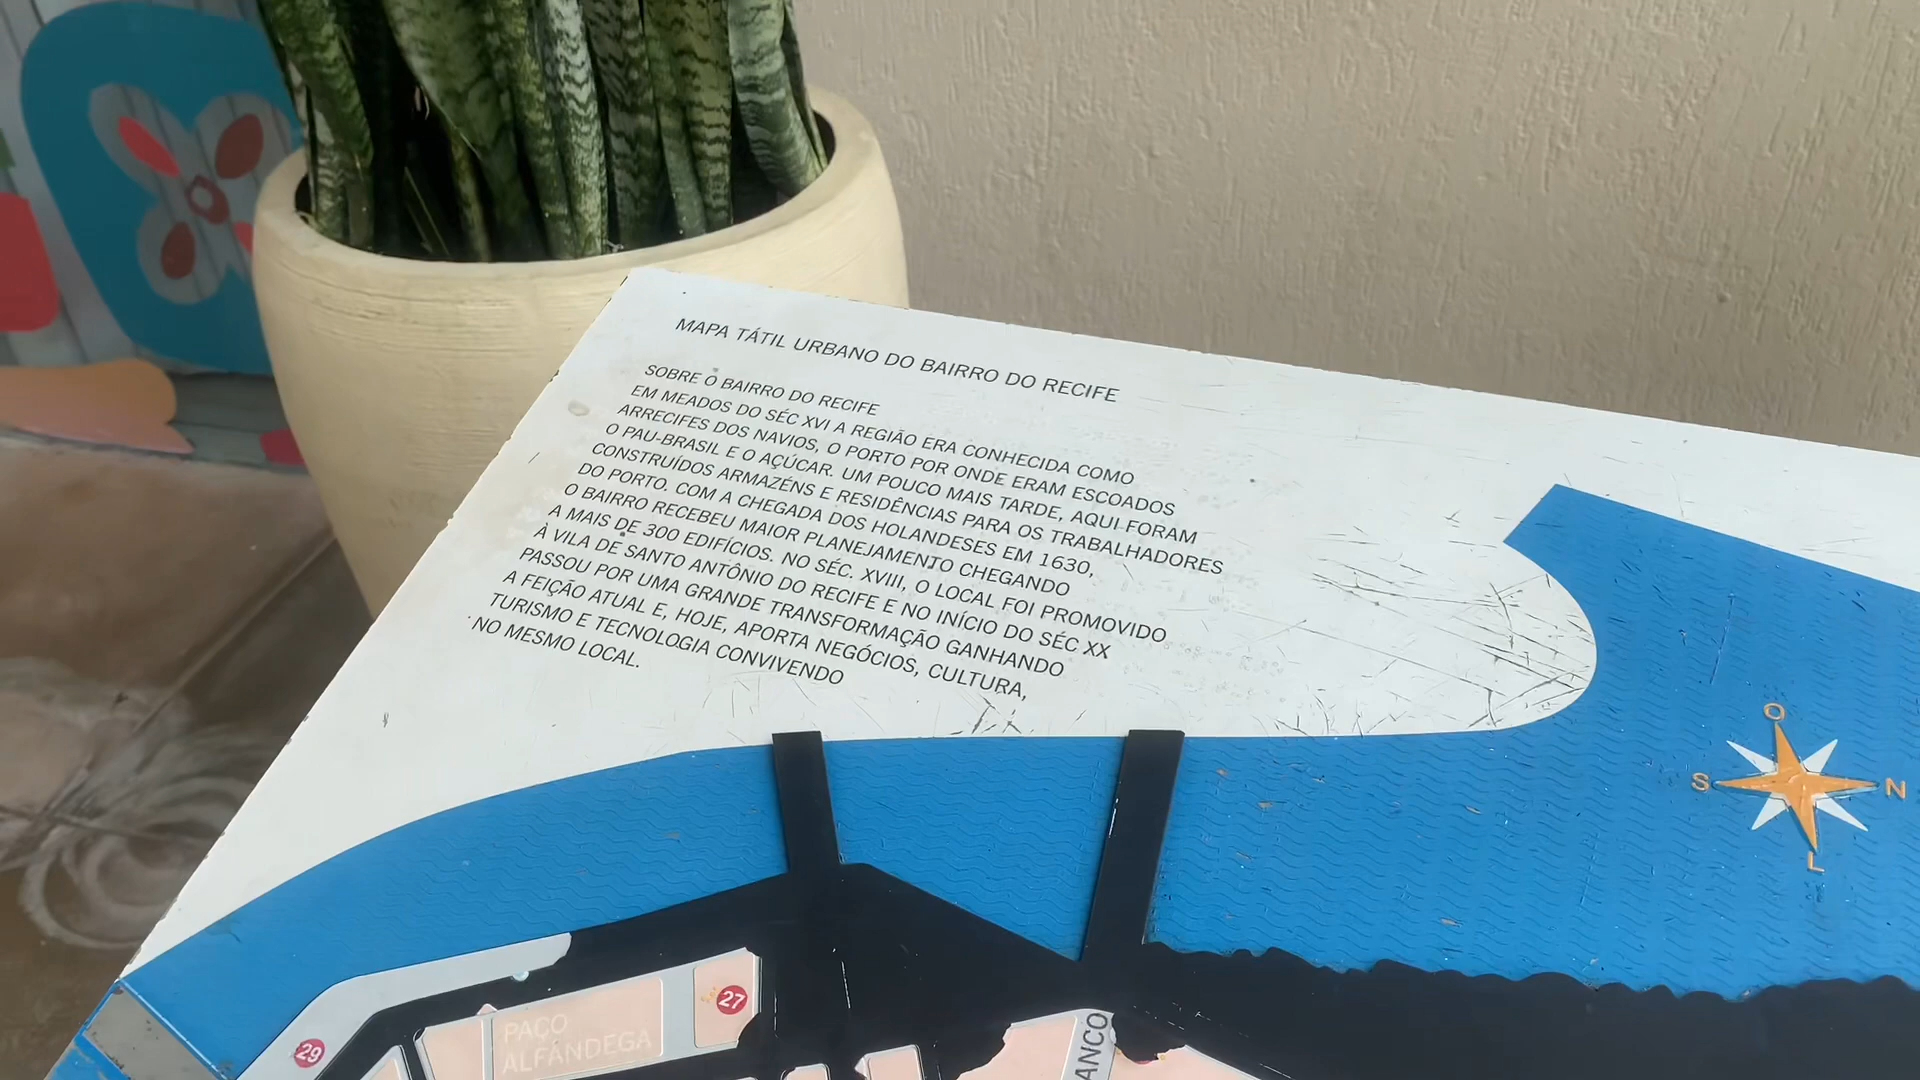 MAPA TÁTIL URBANO DO BAIRRO DO RECIFE
SOBRE O BAIRRO DO RECIFE
EM MEADOS DO SÉC XVI A REGIÃO ERA CONHECIDA COMO
ARRECIFES DOS NAVIOS, O PORTO POR ONDE ERAM ESCOADOS
O PAU-BRASIL E O AÇÚCAR. UM POUCO MAIS TARDE, AQUI FORAM
CONSTRUÍDOS ARMAZÉNS E RESIDÊNCIAS PARA OS TRABALHADORES
DO PORTO. COM A CHEGADA DOS HOLANDESES EM 1630,
O BAIRRO RECEBEU MAIOR PLANEJAMENTO CHEGANDO
A MAIS DE 300 EDIFÍCIOS. NO SÉC. XVIII, O LOCAL FOI PROMOVIDO
À VILA DE SANTO ANTÔNIO DO RECIFE E NO INÍCIO DO SÉC XX
PASSOU POR UMA GRANDE TRANSFORMAÇÃO GANHANDO
A FEIÇÃO ATUAL E, HOJE, APORTA NEGÓCIOS, CULTURA,
TURISMO E TECNOLOGIA CONVIVENDO
NO MESMO LOCAL.
O
S
N
L
27
PAÇO
ALFÂNDEGA
29
ANCO